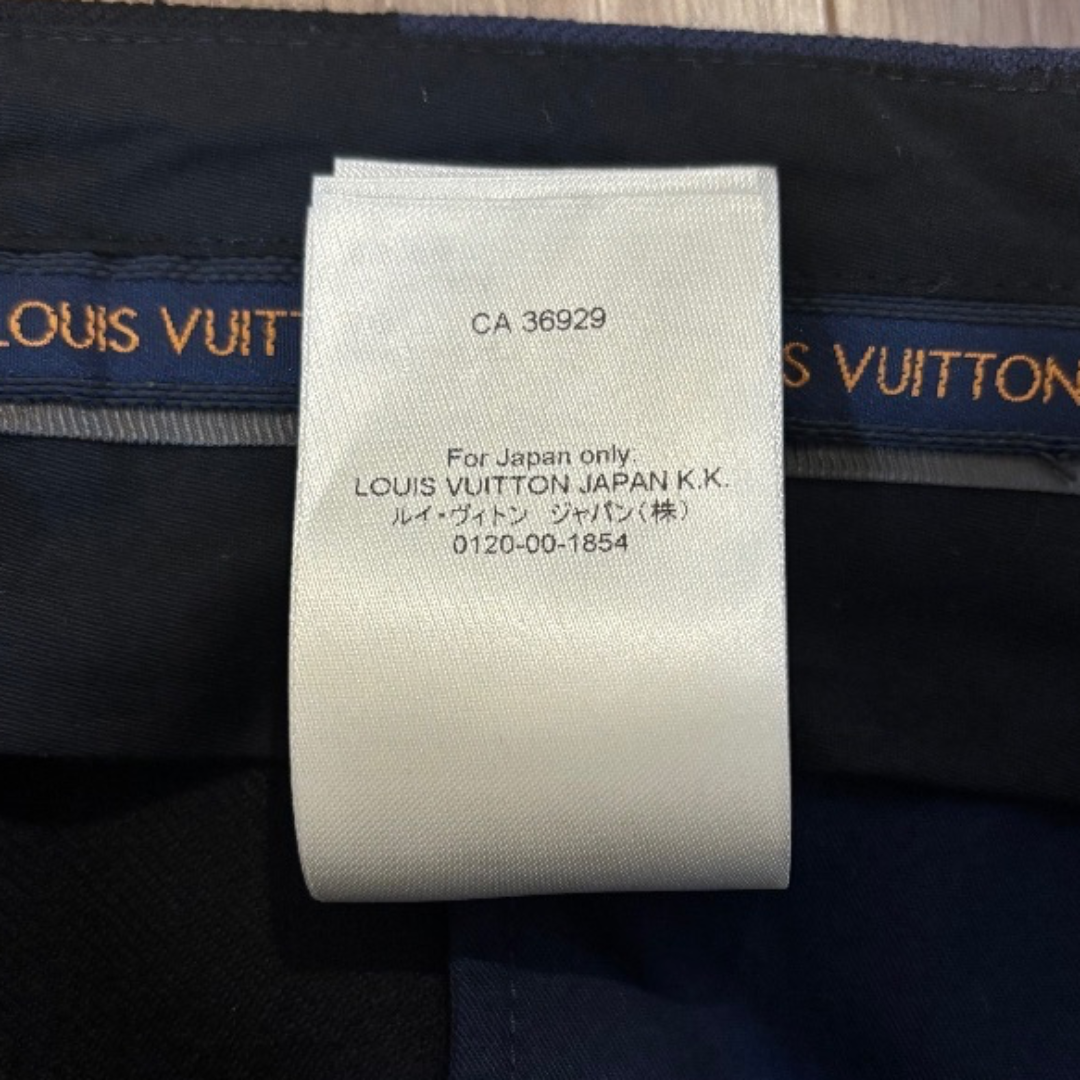 CA 36929
LOUIS VUITT
S VUITTON
For Japan only.
LOUIS VUITTON JAPAN K.K.
ルイ・ヴィトン ジャパン(株)
0120-00-1854